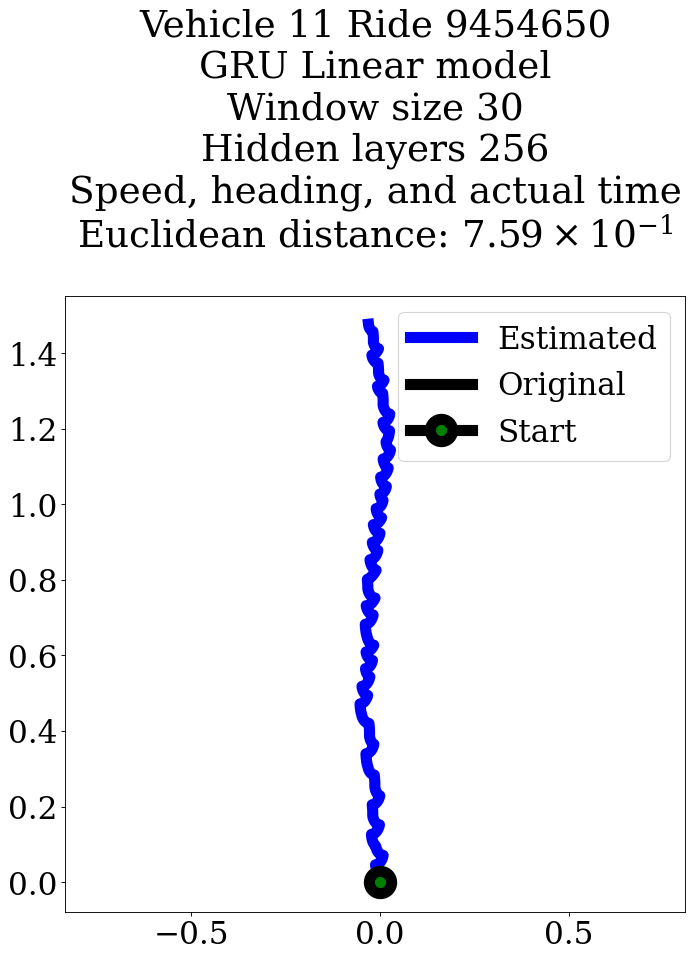 Vehicle 11 Ride 9454650
GRU Linear model
Window size 30
Hidden layers 256
Speed, heading, and actual time
Euclidean distance: 7.59 × 10⁻¹
Estimated
Original
Start
1.4
1.2
1.0
0.8
0.6
0.4
0.2
0.0
−0.5 0.0 0.5